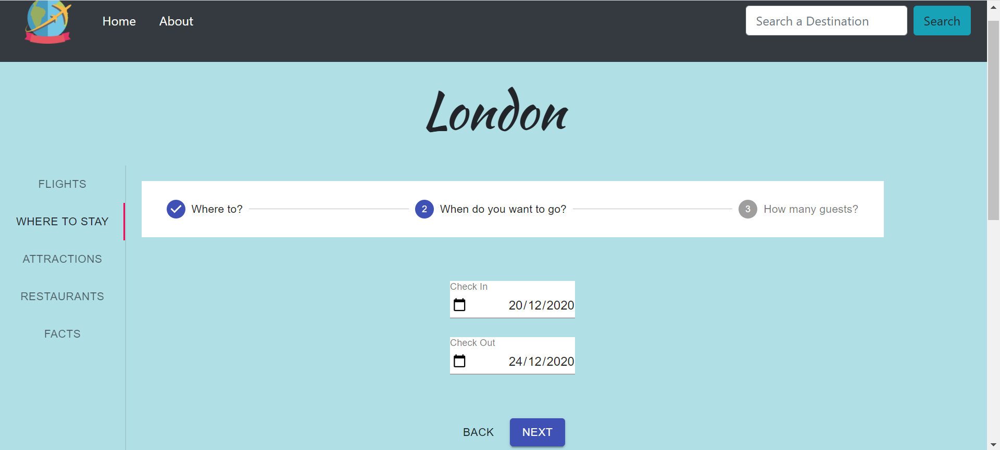 Home About Search a Destination Search
London
FLIGHTS
WHERE TO STAY
ATTRACTIONS
RESTAURANTS
FACTS
Where to? 2 When do you want to go? 3 How many guests?
Check In
20/12/2020
Check Out
24/12/2020
BACK NEXT